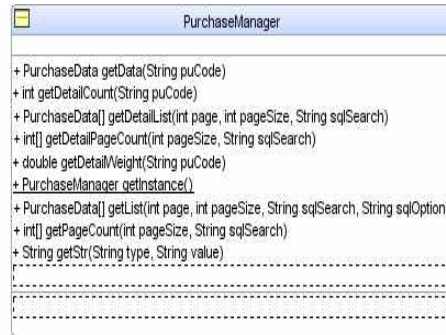 PurchaseManager
+ PurchaseData getData(String puCode)
+ int getDetailCount(String puCode)
+ PurchaseData[] getDetailList(int page, int pageSize, String sqlSearch)
+ int[] getDetailPageCount(int pageSize, String sqlSearch)
+ double getDetailWeight(String puCode)
+ PurchaseManager getInstance()
+ PurchaseData[] getList(int page, int pageSize, String sqlSearch, String sqlOption
+ int[] getPageCount(int pageSize, String sqlSearch)
+ String getStr(String type, String value)